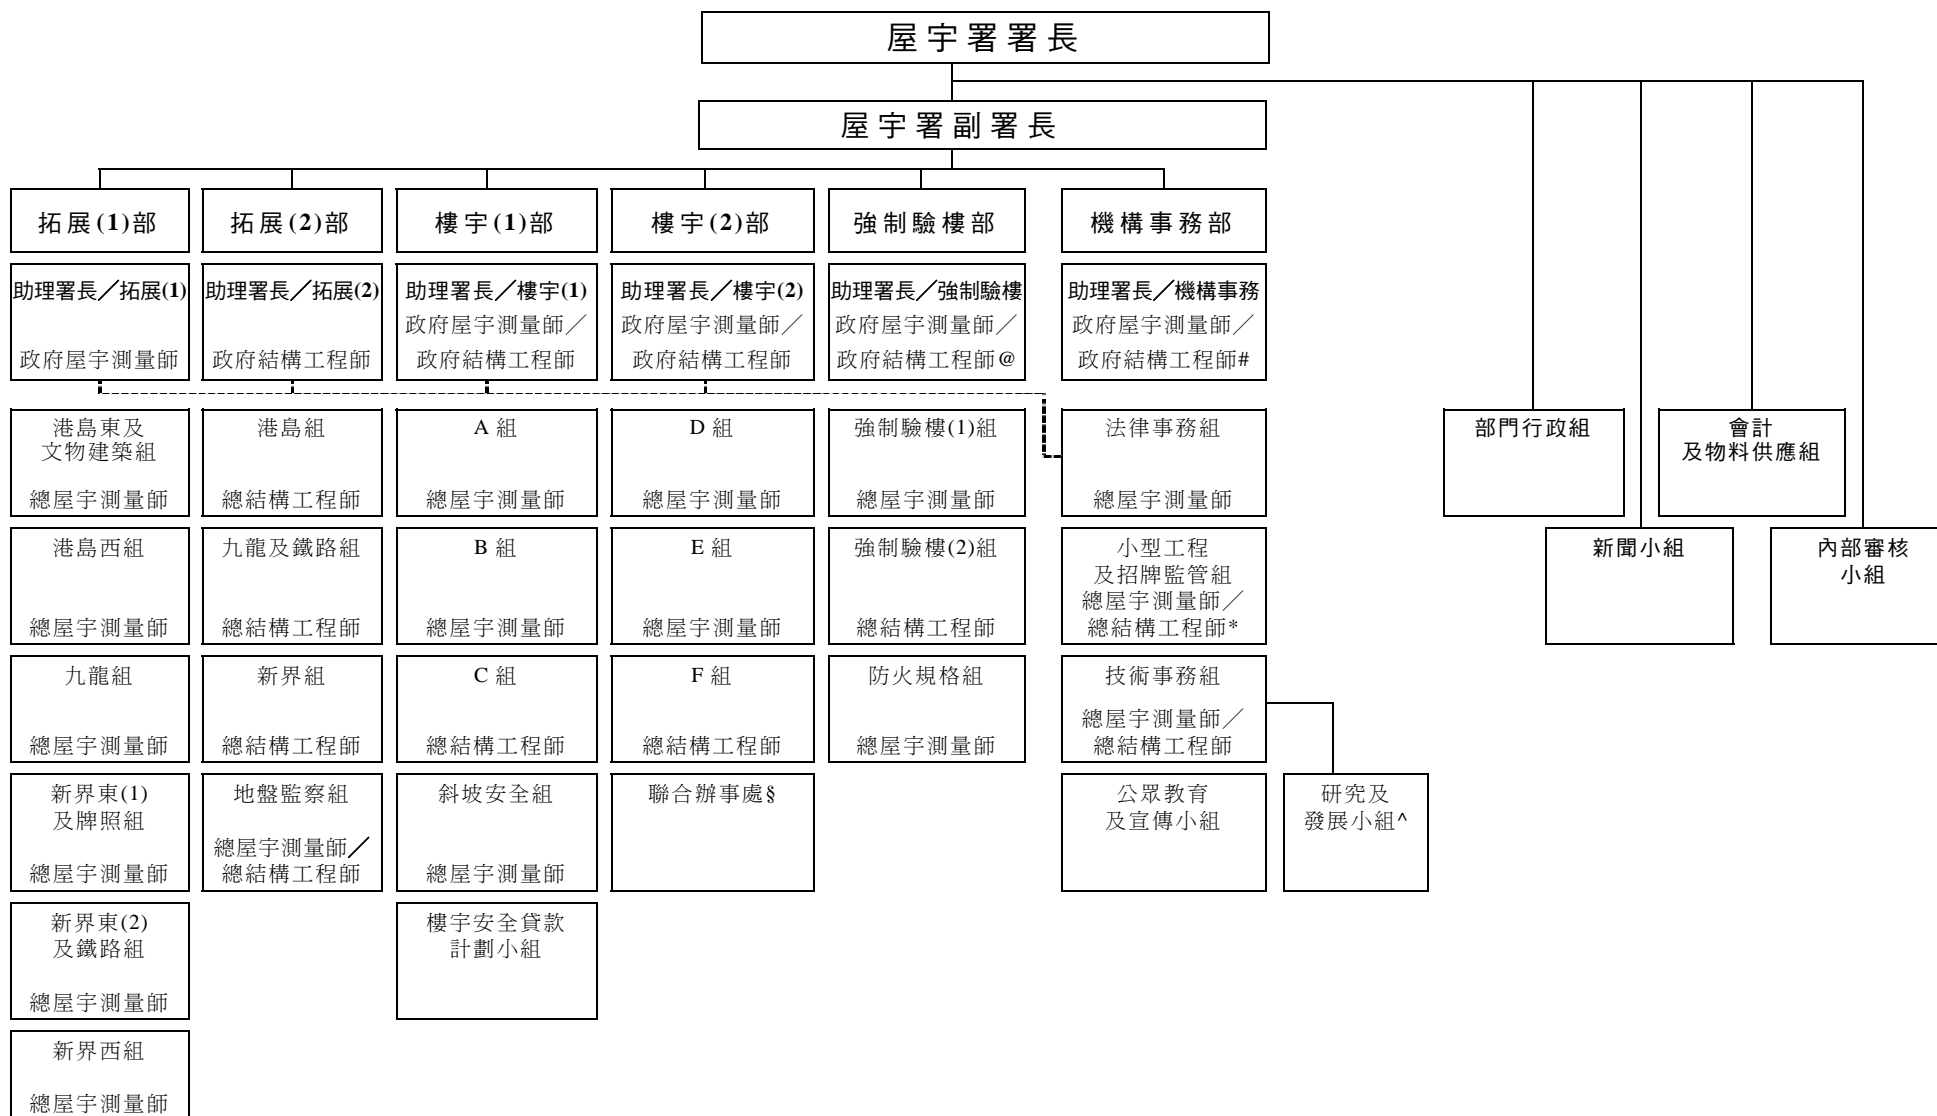 屋宇署署長
屋宇署副署長
拓展(1)部
拓展(2)部
樓宇(1)部
樓宇(2)部
強制驗樓部
機構事務部
助理署長／拓展(1)
政府屋宇測量師
助理署長／拓展(2)
政府結構工程師
助理署長／樓宇(1)
政府屋宇測量師／
政府結構工程師
助理署長／樓宇(2)
政府屋宇測量師／
政府結構工程師
助理署長／強制驗樓
政府屋宇測量師／
政府結構工程師@
助理署長／機構事務
政府屋宇測量師／
政府結構工程師#
港島東及
文物建築組
總屋宇測量師
港島組
總結構工程師
A 組
總屋宇測量師
D 組
總屋宇測量師
強制驗樓(1)組
總屋宇測量師
法律事務組
總屋宇測量師
部門行政組
會計
及物料供應組
港島西組
總屋宇測量師
九龍及鐵路組
總結構工程師
B 組
總屋宇測量師
E 組
總屋宇測量師
強制驗樓(2)組
總結構工程師
小型工程
及招牌監管組
總屋宇測量師／
總結構工程師*
新聞小組
內部審核
小組
九龍組
總屋宇測量師
新界組
總結構工程師
C 組
總結構工程師
F 組
總結構工程師
防火規格組
總屋宇測量師
技術事務組
總屋宇測量師／
總結構工程師
新界東(1)
及牌照組
總屋宇測量師
地盤監察組
總屋宇測量師／
總結構工程師
斜坡安全組
總屋宇測量師
聯合辦事處§
公眾教育
及宣傳小組
研究及
發展小組^
新界東(2)
及鐵路組
總屋宇測量師
樓宇安全貸款
計劃小組
新界西組
總屋宇測量師